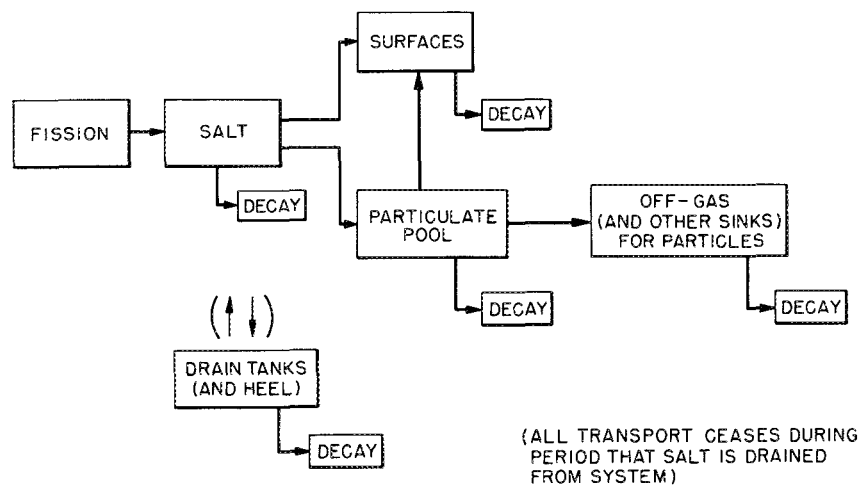 SURFACES
DECAY
FISSION
SALT
DECAY
PARTICULATE
POOL
OFF-GAS
(AND OTHER SINKS)
FOR PARTICLES
DECAY
DECAY
DRAIN TANKS
(AND HEEL)
DECAY
(ALL TRANSPORT CEASES DURING
PERIOD THAT SALT IS DRAINED
FROM SYSTEM)